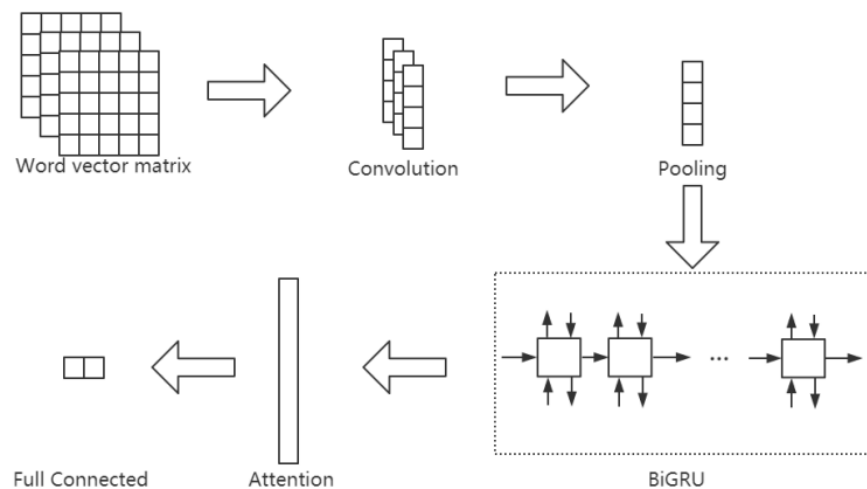 Word vector matrix
Convolution
Pooling
...
Full Connected
Attention
BiGRU